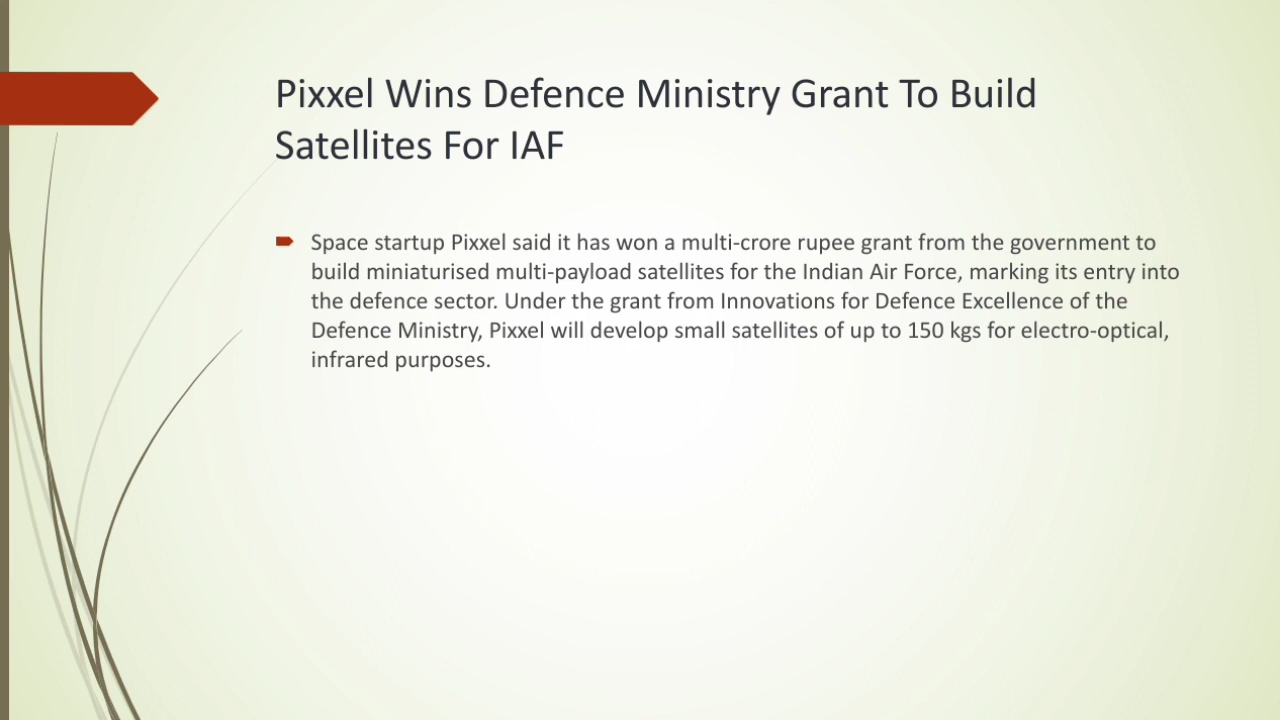 Pixxel Wins Defence Ministry Grant To Build
Satellites For IAF
Space startup Pixxel said it has won a multi-crore rupee grant from the government to
build miniaturised multi-payload satellites for the Indian Air Force, marking its entry into
the defence sector. Under the grant from Innovations for Defence Excellence of the
Defence Ministry, Pixxel will develop small satellites of up to 150 kgs for electro-optical,
infrared purposes.